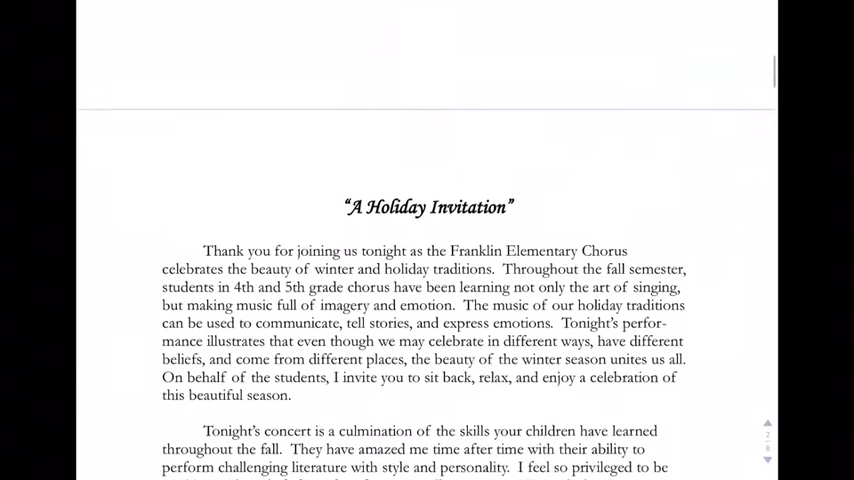 “A Holiday Invitation”
Thank you for joining us tonight as the Franklin Elementary Chorus
celebrates the beauty of winter and holiday traditions. Throughout the fall semester,
students in 4th and 5th grade chorus have been learning not only the art of singing,
but making music full of imagery and emotion. The music of our holiday traditions
can be used to communicate, tell stories, and express emotions. Tonight’s perfor-
mance illustrates that even though we may celebrate in different ways, have different
beliefs, and come from different places, the beauty of the winter season unites us all.
On behalf of the students, I invite you to sit back, relax, and enjoy a celebration of
this beautiful season.
Tonight’s concert is a culmination of the skills your children have learned
throughout the fall. They have amazed me time after time with their ability to
perform challenging literature with style and personality. I feel so privileged to be
2
8